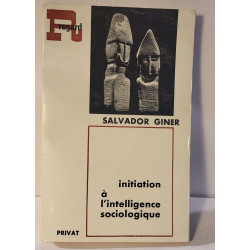 R
regard
SALVADOR GINER
initiation
à
l'intelligence
sociologique
PRIVAT